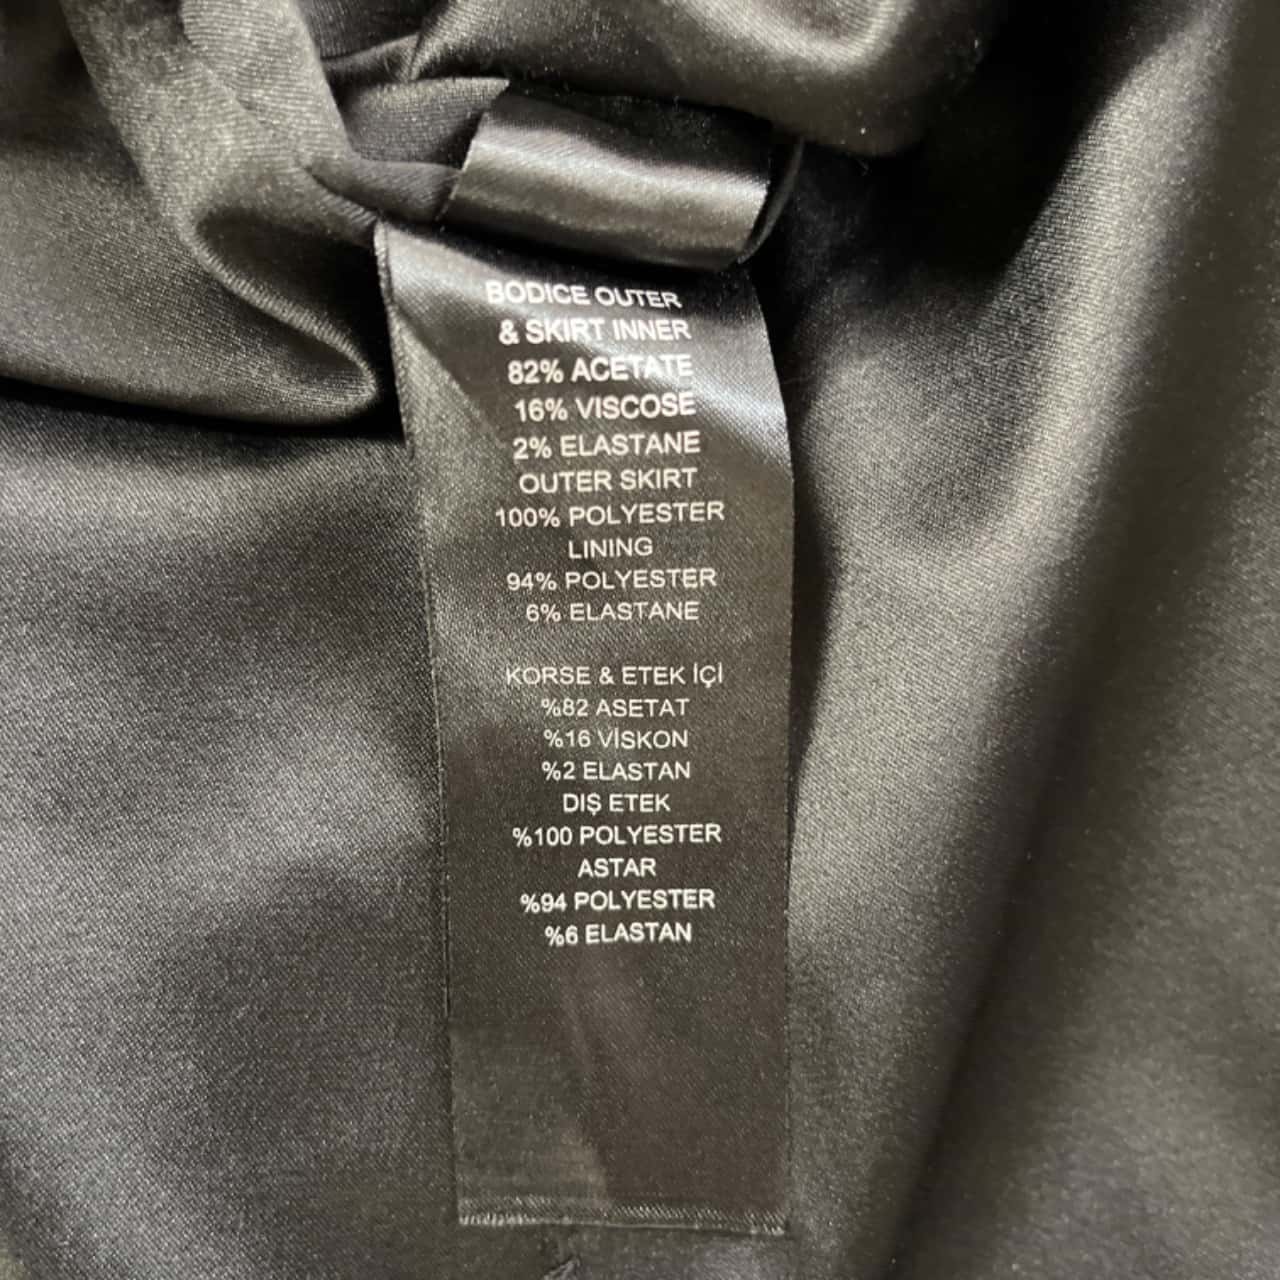 BODICE OUTER
& SKIRT INNER
82% ACETATE
16% VISCOSE
2% ELASTANE
OUTER SKIRT
100% POLYESTER
LINING
94% POLYESTER
6% ELASTANE
KORSE & ETEK İÇİ
%82 ASETAT
%16 VİSKON
%2 ELASTAN
DIŞ ETEK
%100 POLYESTER
ASTAR
%94 POLYESTER
%6 ELASTAN